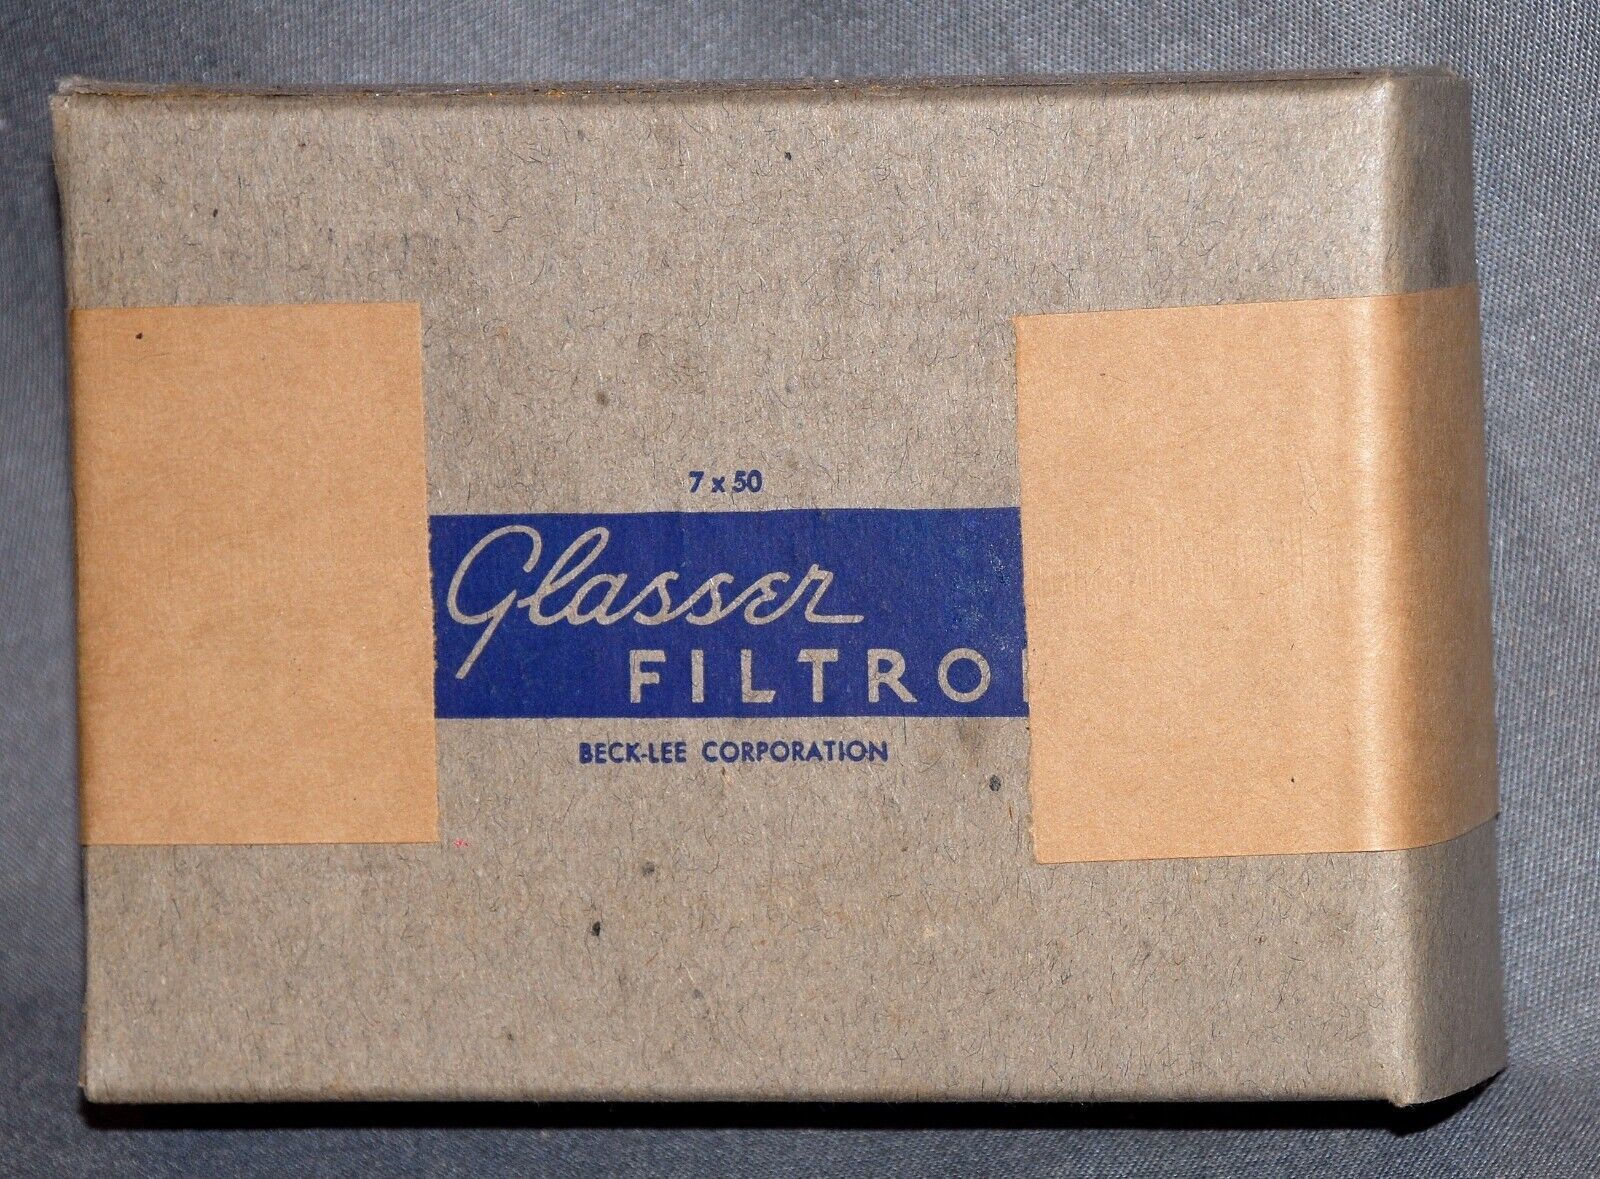 7 x 50
Glasser
FILTRO
BECK-LEE CORPORATION